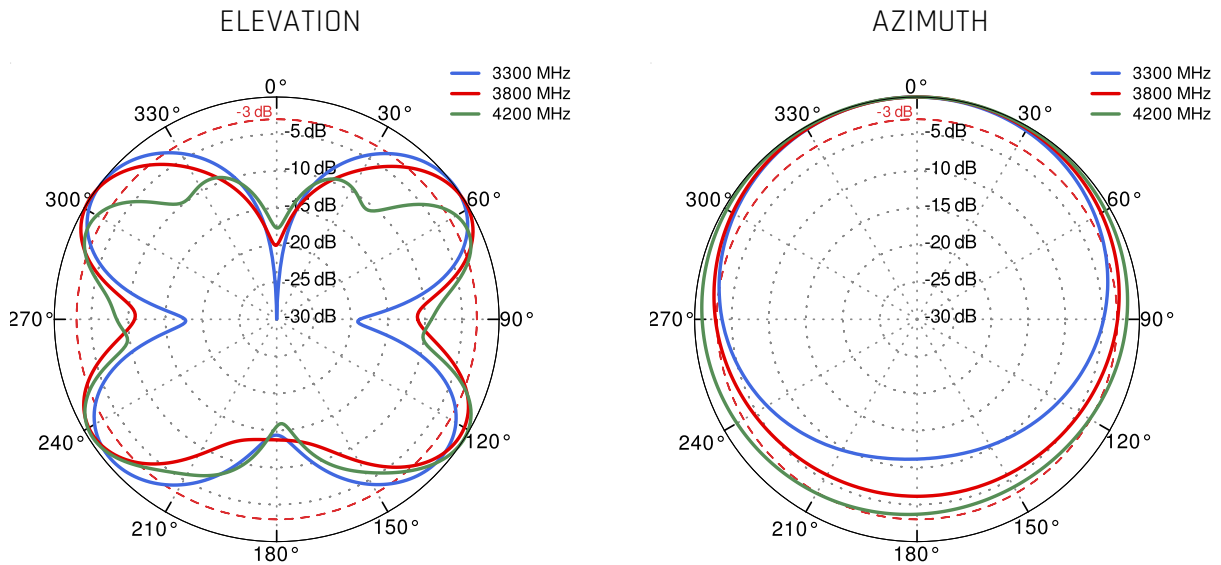 ELEVATION
3300 MHz
3800 MHz
4200 MHz
0°
330°
30°
-3 dB
-5 dB
-10 dB
300°
60°
-15 dB
-20 dB
-25 dB
270°
-30 dB
90°
240°
120°
210°
150°
180°
AZIMUTH
3300 MHz
3800 MHz
4200 MHz
0°
330°
30°
-3 dB
-5 dB
-10 dB
300°
60°
-15 dB
-20 dB
-25 dB
270°
-30 dB
90°
240°
120°
210°
150°
180°